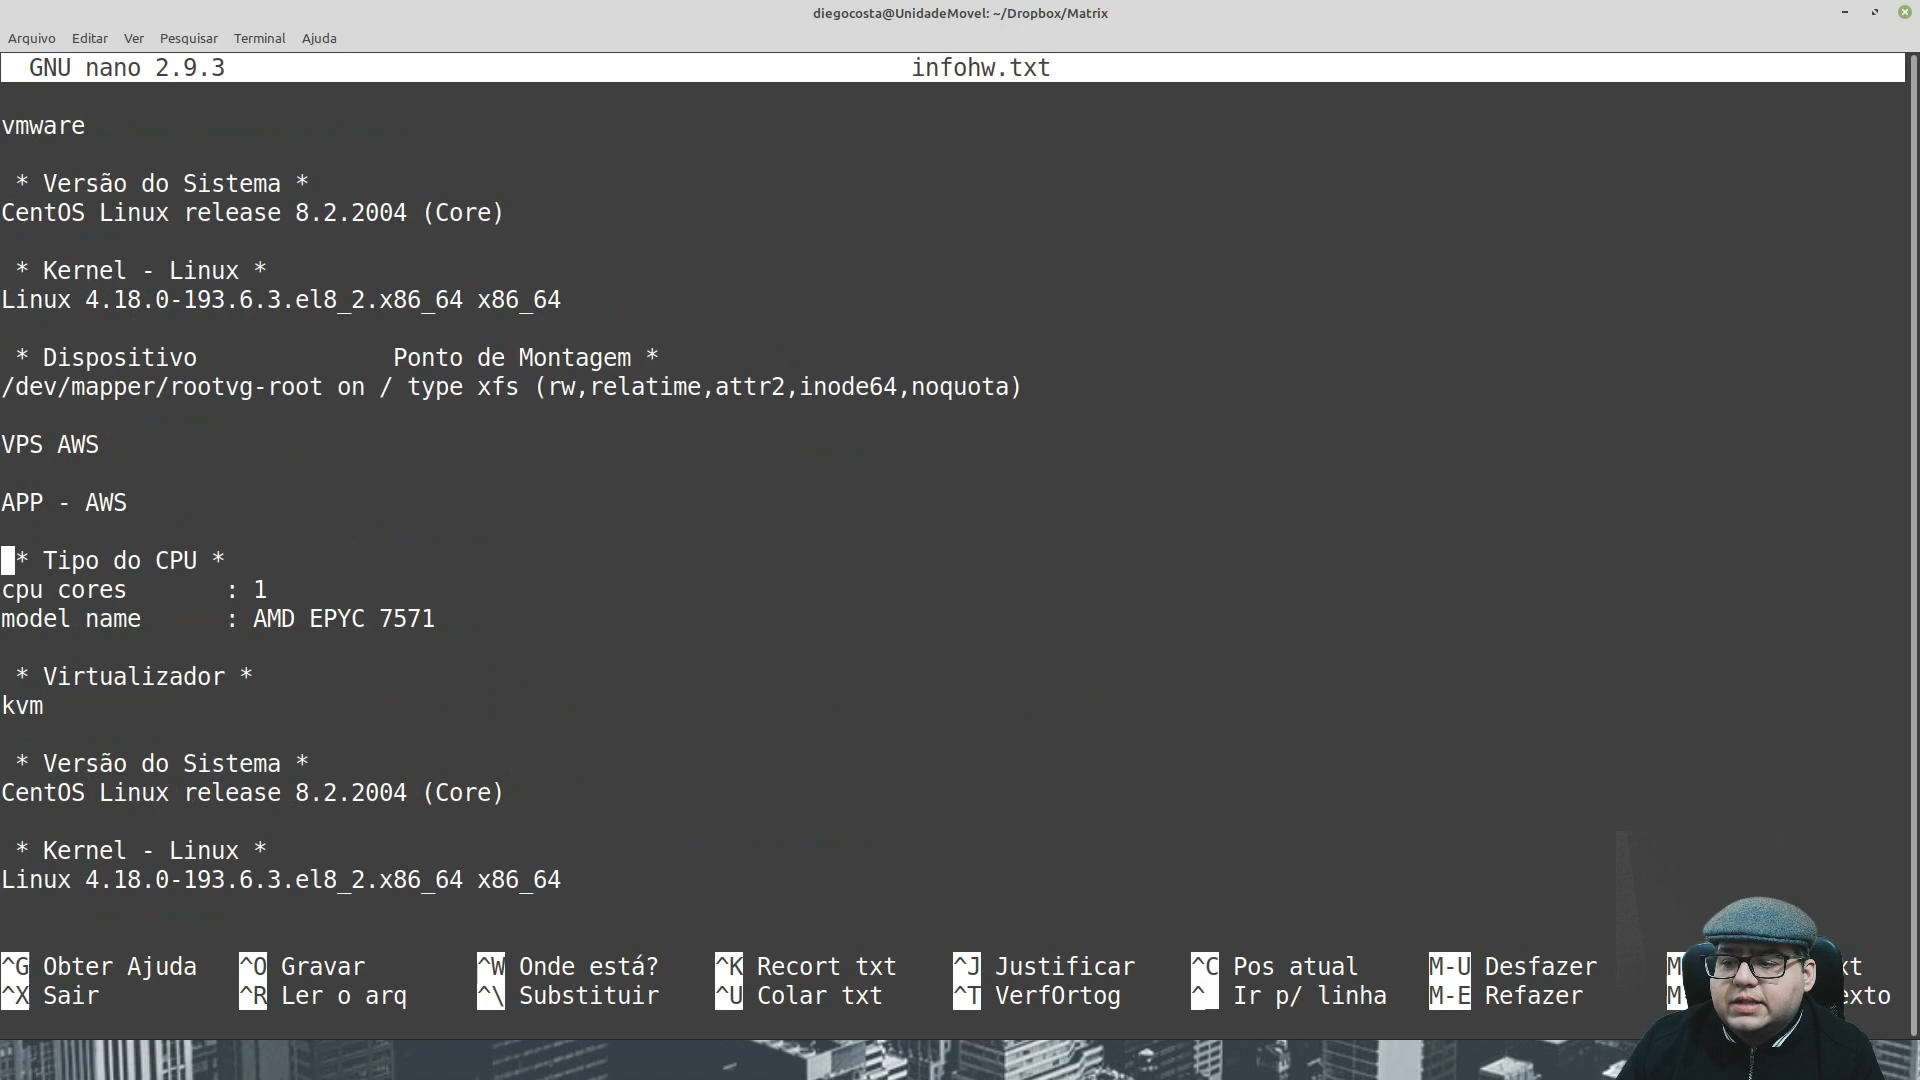 diegocosta@UnidadeMovel: ~/Dropbox/Matrix
Arquivo Editar Ver Pesquisar Terminal Ajuda
GNU nano 2.9.3 infohw.txt
vmware
* Versão do Sistema *
CentOS Linux release 8.2.2004 (Core)
* Kernel - Linux *
Linux 4.18.0-193.6.3.el8_2.x86_64 x86_64
* Dispositivo Ponto de Montagem *
/dev/mapper/rootvg-root on / type xfs (rw,relatime,attr2,inode64,noquota)
VPS AWS
APP - AWS
* Tipo do CPU *
cpu cores : 1
model name : AMD EPYC 7571
* Virtualizador *
kvm
* Versão do Sistema *
CentOS Linux release 8.2.2004 (Core)
* Kernel - Linux *
Linux 4.18.0-193.6.3.el8_2.x86_64 x86_64
^G Obter Ajuda ^O Gravar ^W Onde está? ^K Recort txt ^J Justificar ^C Pos atual M-U Desfazer
^X Sair ^R Ler o arq ^\ Substituir ^U Colar txt ^T VerfOrtog ^_ Ir p/ linha M-E Refazer